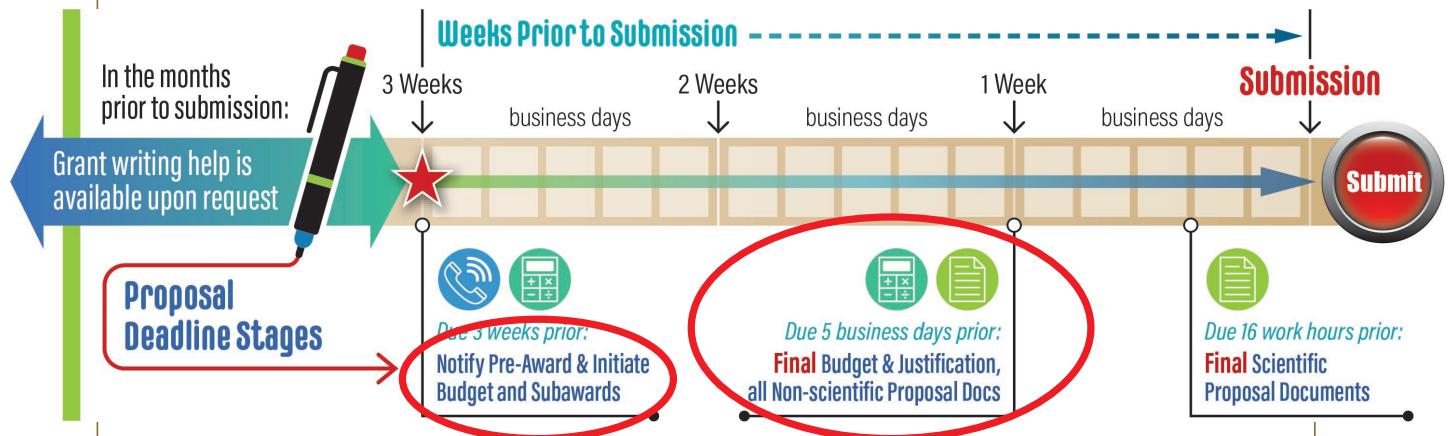 Weeks Prior to Submission
In the months
prior to submission:
3 Weeks
2 Weeks
1 Week
Submission
business days
business days
business days
Grant writing help is
available upon request
Submit
Proposal
Deadline Stages
Due 3 weeks prior:
Notify Pre-Award & Initiate
Budget and Subawards
Due 5 business days prior:
Final Budget & Justification,
all Non-scientific Proposal Docs
Due 16 work hours prior:
Final Scientific
Proposal Documents